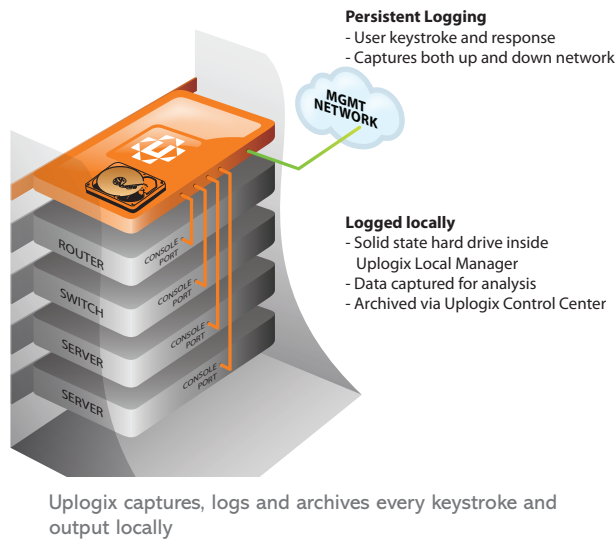 Persistent Logging
- User keystroke and response
- Captures both up and down network
MGMT
NETWORK
Logged locally
- Solid state hard drive inside
Uplogix Local Manager
- Data captured for analysis
- Archived via Uplogix Control Center
ROUTER
CONSOLE
PORT
SWITCH
CONSOLE
PORT
SERVER
CONSOLE
PORT
SERVER
CONSOLE
PORT
Uplogix captures, logs and archives every keystroke and
output locally